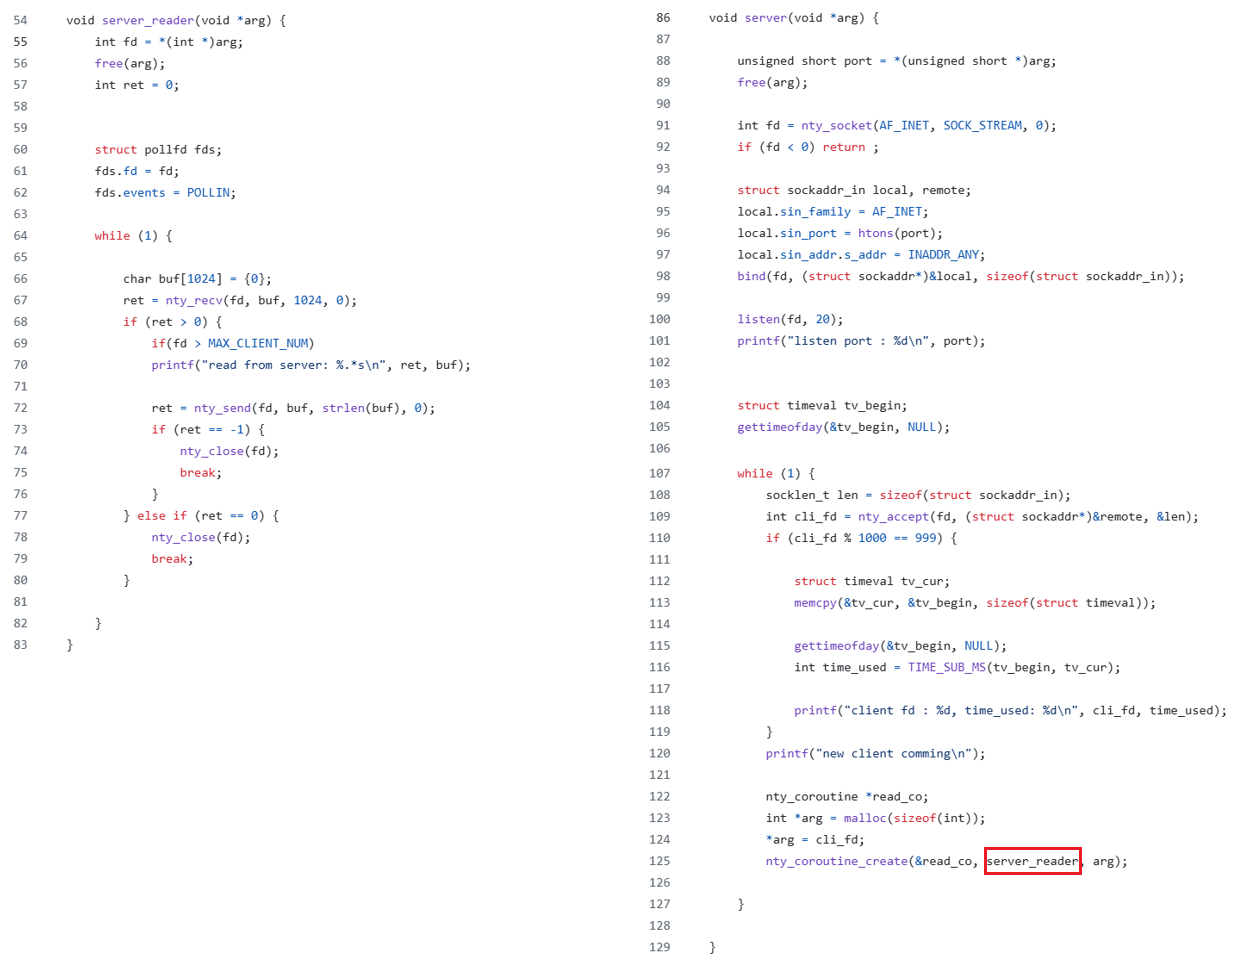 54 void server_reader(void *arg) {
55 int fd = *(int *)arg;
56 free(arg);
57 int ret = 0;
58
59
60 struct pollfd fds;
61 fds.fd = fd;
62 fds.events = POLLIN;
63
64 while (1) {
65
66 char buf[1024] = {0};
67 ret = nty_recv(fd, buf, 1024, 0);
68 if (ret > 0) {
69 if(fd > MAX_CLIENT_NUM)
70 printf("read from server: %.*s\n", ret, buf);
71
72 ret = nty_send(fd, buf, strlen(buf), 0);
73 if (ret == -1) {
74 nty_close(fd);
75 break;
76 }
77 } else if (ret == 0) {
78 nty_close(fd);
79 break;
80 }
81
82 }
83 }
86 void server(void *arg) {
87
88 unsigned short port = *(unsigned short *)arg;
89 free(arg);
90
91 int fd = nty_socket(AF_INET, SOCK_STREAM, 0);
92 if (fd < 0) return ;
93
94 struct sockaddr_in local, remote;
95 local.sin_family = AF_INET;
96 local.sin_port = htons(port);
97 local.sin_addr.s_addr = INADDR_ANY;
98 bind(fd, (struct sockaddr*)&local, sizeof(struct sockaddr_in));
99
100 listen(fd, 20);
101 printf("listen port : %d\n", port);
102
103
104 struct timeval tv_begin;
105 gettimeofday(&tv_begin, NULL);
106
107 while (1) {
108 socklen_t len = sizeof(struct sockaddr_in);
109 int cli_fd = nty_accept(fd, (struct sockaddr*)&remote, &len);
110 if (cli_fd % 1000 == 999) {
111
112 struct timeval tv_cur;
113 memcpy(&tv_cur, &tv_begin, sizeof(struct timeval));
114
115 gettimeofday(&tv_begin, NULL);
116 int time_used = TIME_SUB_MS(tv_begin, tv_cur);
117
118 printf("client fd : %d, time_used: %d\n", cli_fd, time_used);
119 }
120 printf("new client comming\n");
121
122 nty_coroutine *read_co;
123 int *arg = malloc(sizeof(int));
124 *arg = cli_fd;
125 nty_coroutine_create(&read_co, server_reader, arg);
126
127 }
128
129 }